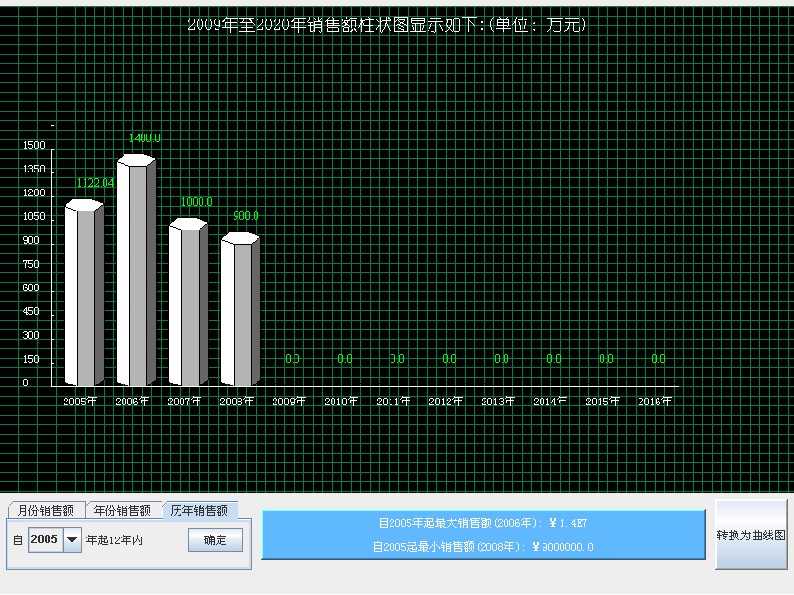 2009年至2020年销售额柱状图显示如下:(单位: 万元)
1500
1350
1200
1050
900
750
600
450
300
150
0
1122.04
1400.0
1000.0
900.0
0.0 0.0 0.0 0.0 0.0 0.0 0.0 0.0
2005年 2006年 2007年 2008年 2009年 2010年 2011年 2012年 2013年 2014年 2015年 2016年
月份销售额 年份销售额 历年销售额
自 2005 年起12年内 确定
自2005年起最大销售额(2006年): ¥1.4E7
自2005起最小销售额(2008年): ¥9000000.0
转换为曲线图